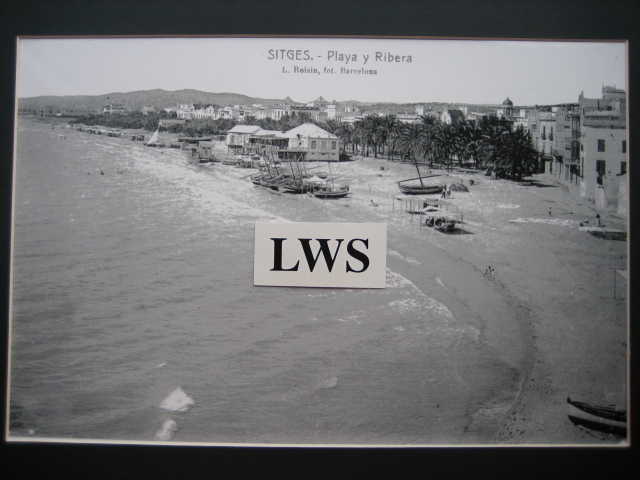 SITGES. - Playa y Ribera
L. Roisin, fot. Barcelona
LWS